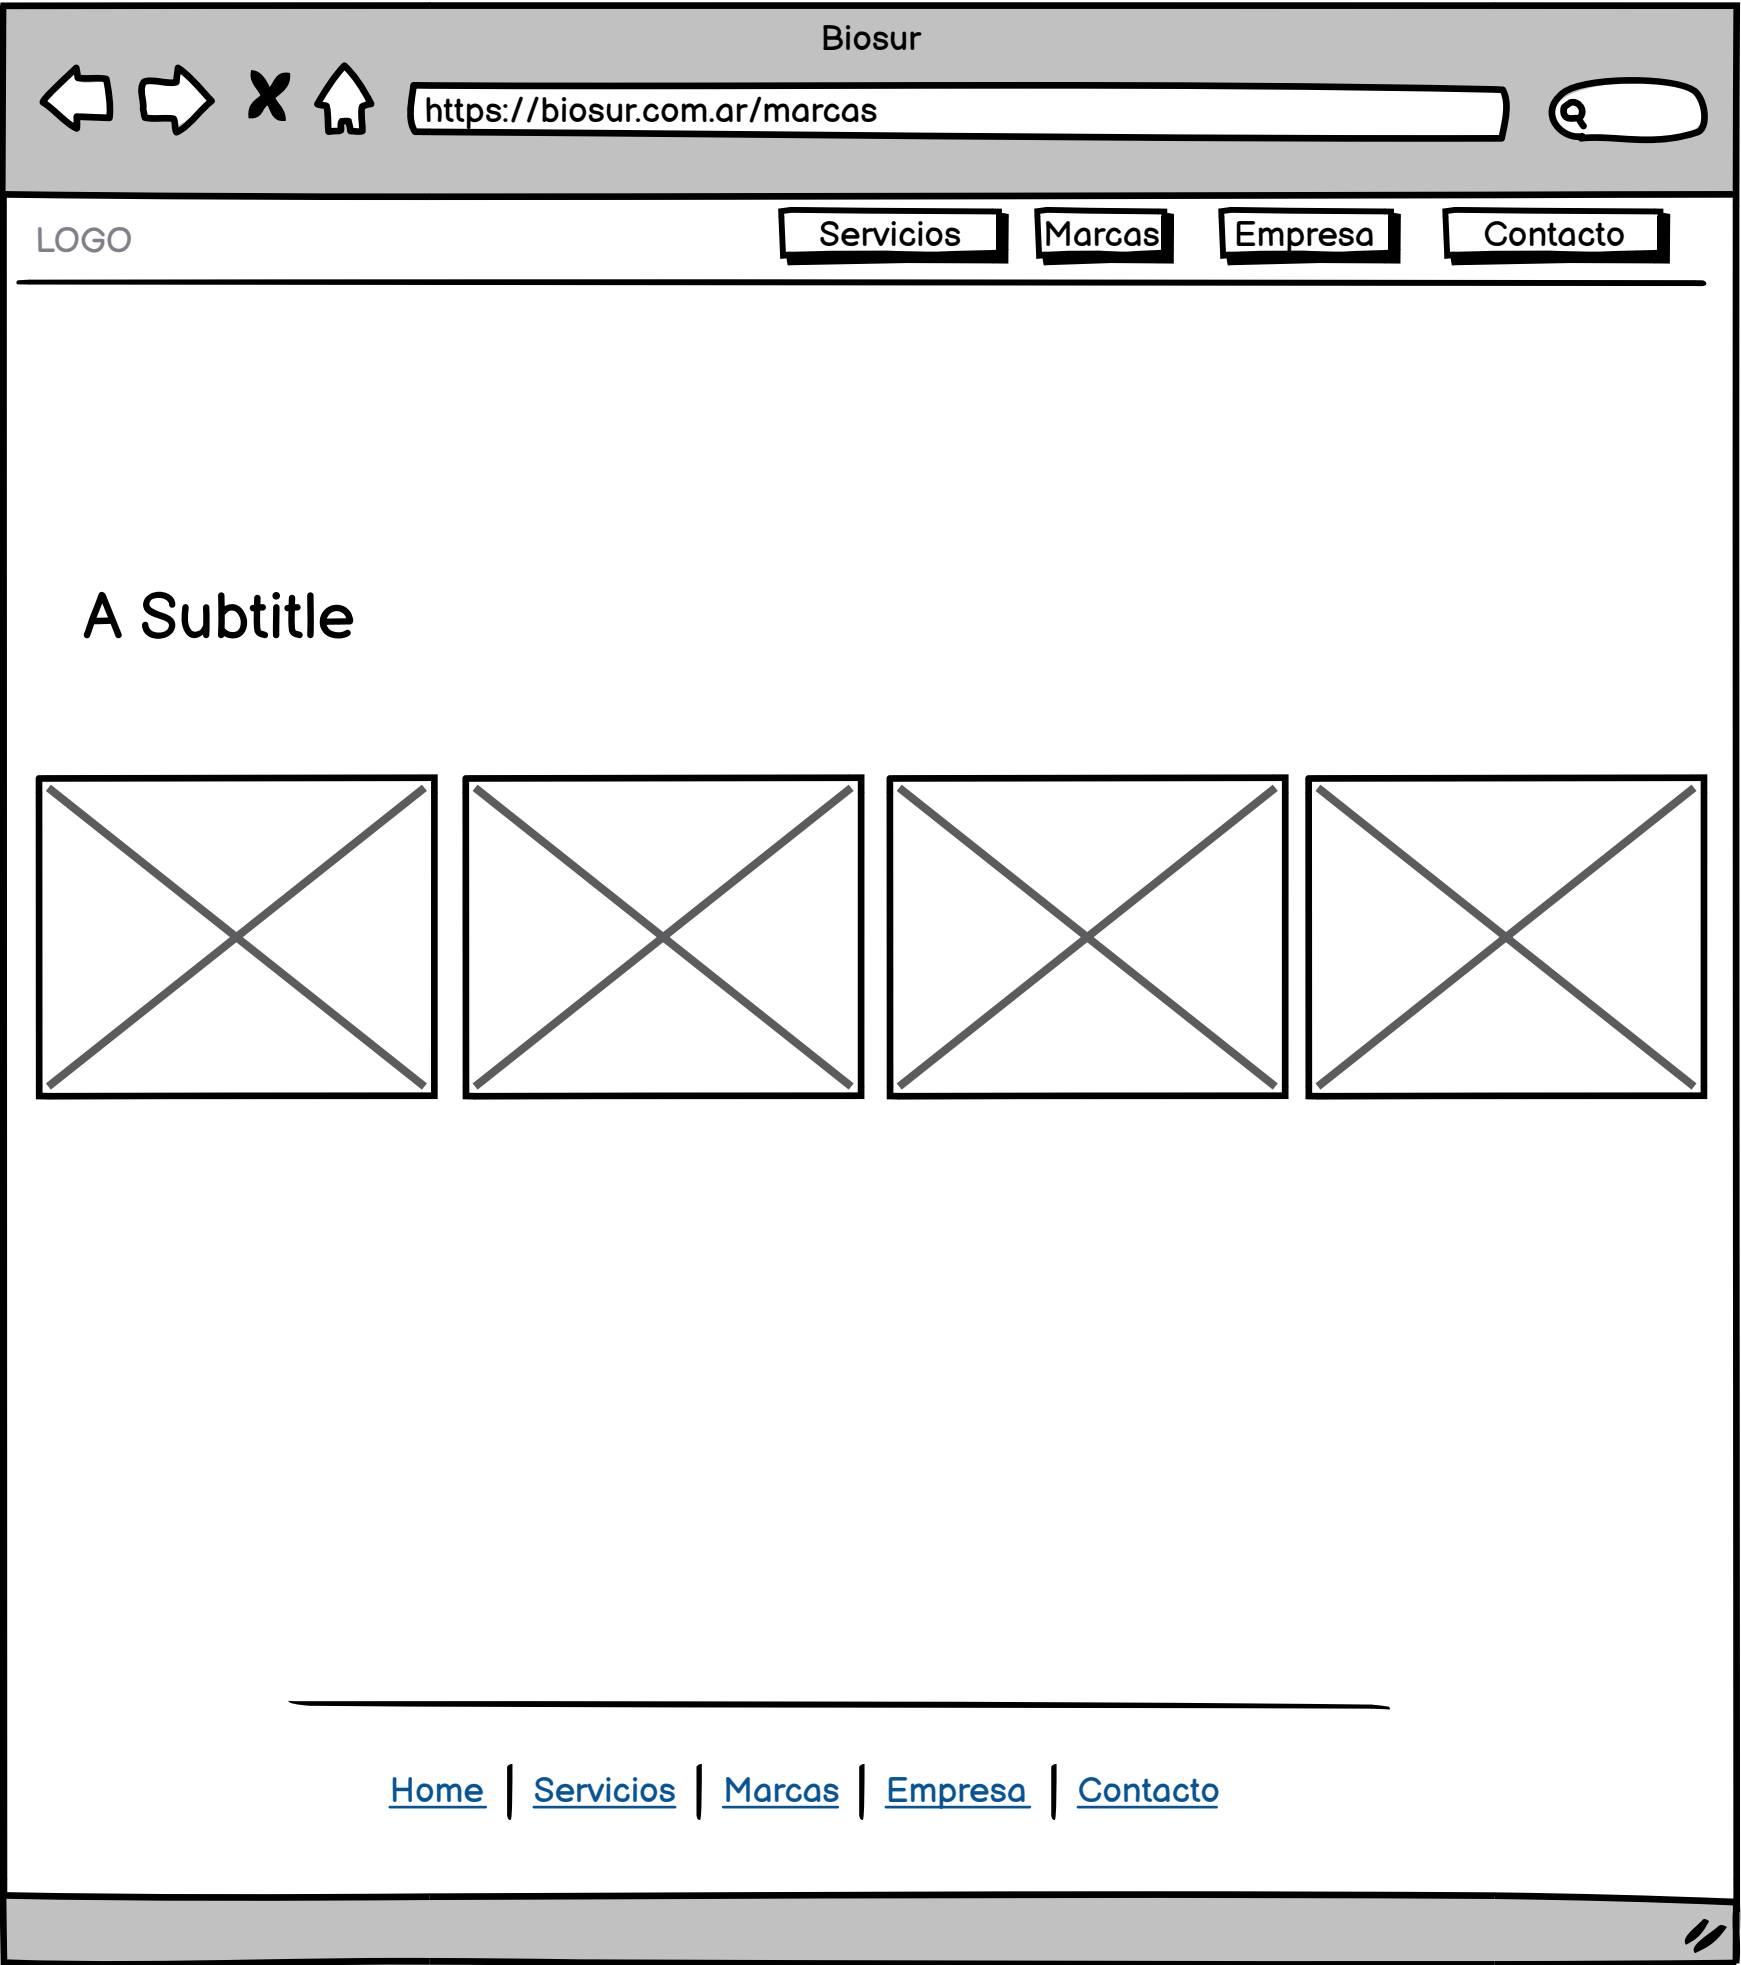 Biosur
https://biosur.com.ar/marcas
LOGO Servicios Marcas Empresa Contacto
A Subtitle
Home Servicios Marcas Empresa Contacto